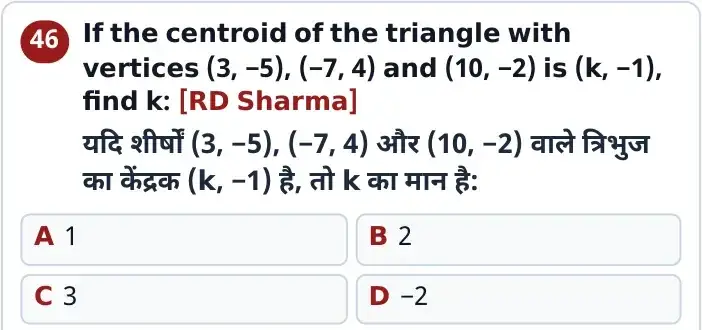 46 If the centroid of the triangle with
vertices (3, −5), (−7, 4) and (10, −2) is (k, −1),
find k: [RD Sharma]
यदि शीर्षों (3, −5), (−7, 4) और (10, −2) वाले त्रिभुज
का केंद्रक (k, −1) है, तो k का मान है:
A 1
B 2
C 3
D −2